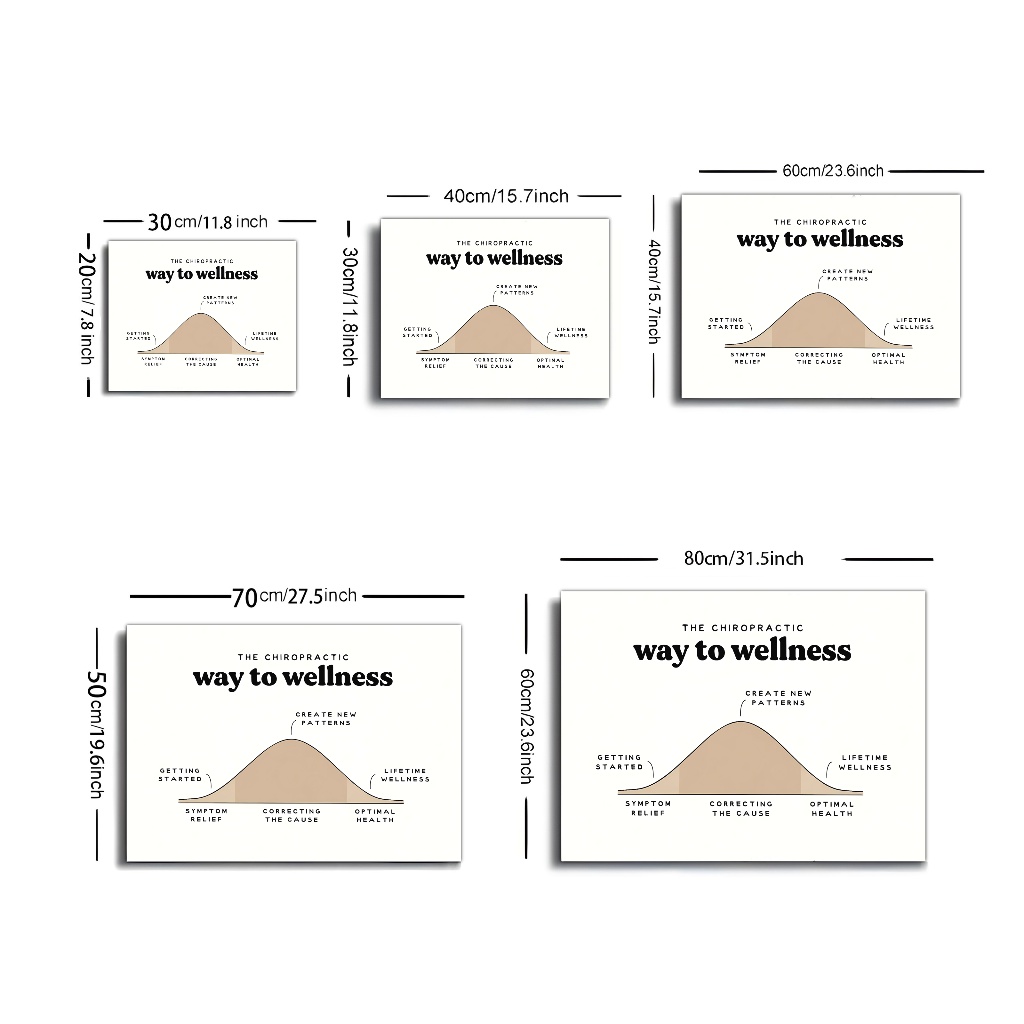 30cm/11.8 inch
20cm/ 7.8 inch
THE CHIROPRACTIC
way to wellness
CREATE NEW
PATTERNS
GETTING
STARTED
LIFETIME
WELLNESS
SYMPTOM
RELIEF
CORRECTING
THE CAUSE
OPTIMAL
HEALTH
40cm/15.7inch
30cm/11.8inch
THE CHIROPRACTIC
way to wellness
CREATE NEW
PATTERNS
GETTING
STARTED
LIFETIME
WELLNESS
SYMPTOM
RELIEF
CORRECTING
THE CAUSE
OPTIMAL
HEALTH
60cm/23.6inch
40cm/15.7inch
THE CHIROPRACTIC
way to wellness
CREATE NEW
PATTERNS
GETTING
STARTED
LIFETIME
WELLNESS
SYMPTOM
RELIEF
CORRECTING
THE CAUSE
OPTIMAL
HEALTH
70cm/27.5inch
50cm/19.6inch
THE CHIROPRACTIC
way to wellness
CREATE NEW
PATTERNS
GETTING
STARTED
LIFETIME
WELLNESS
SYMPTOM
RELIEF
CORRECTING
THE CAUSE
OPTIMAL
HEALTH
80cm/31.5inch
60cm/23.6inch
THE CHIROPRACTIC
way to wellness
CREATE NEW
PATTERNS
GETTING
STARTED
LIFETIME
WELLNESS
SYMPTOM
RELIEF
CORRECTING
THE CAUSE
OPTIMAL
HEALTH